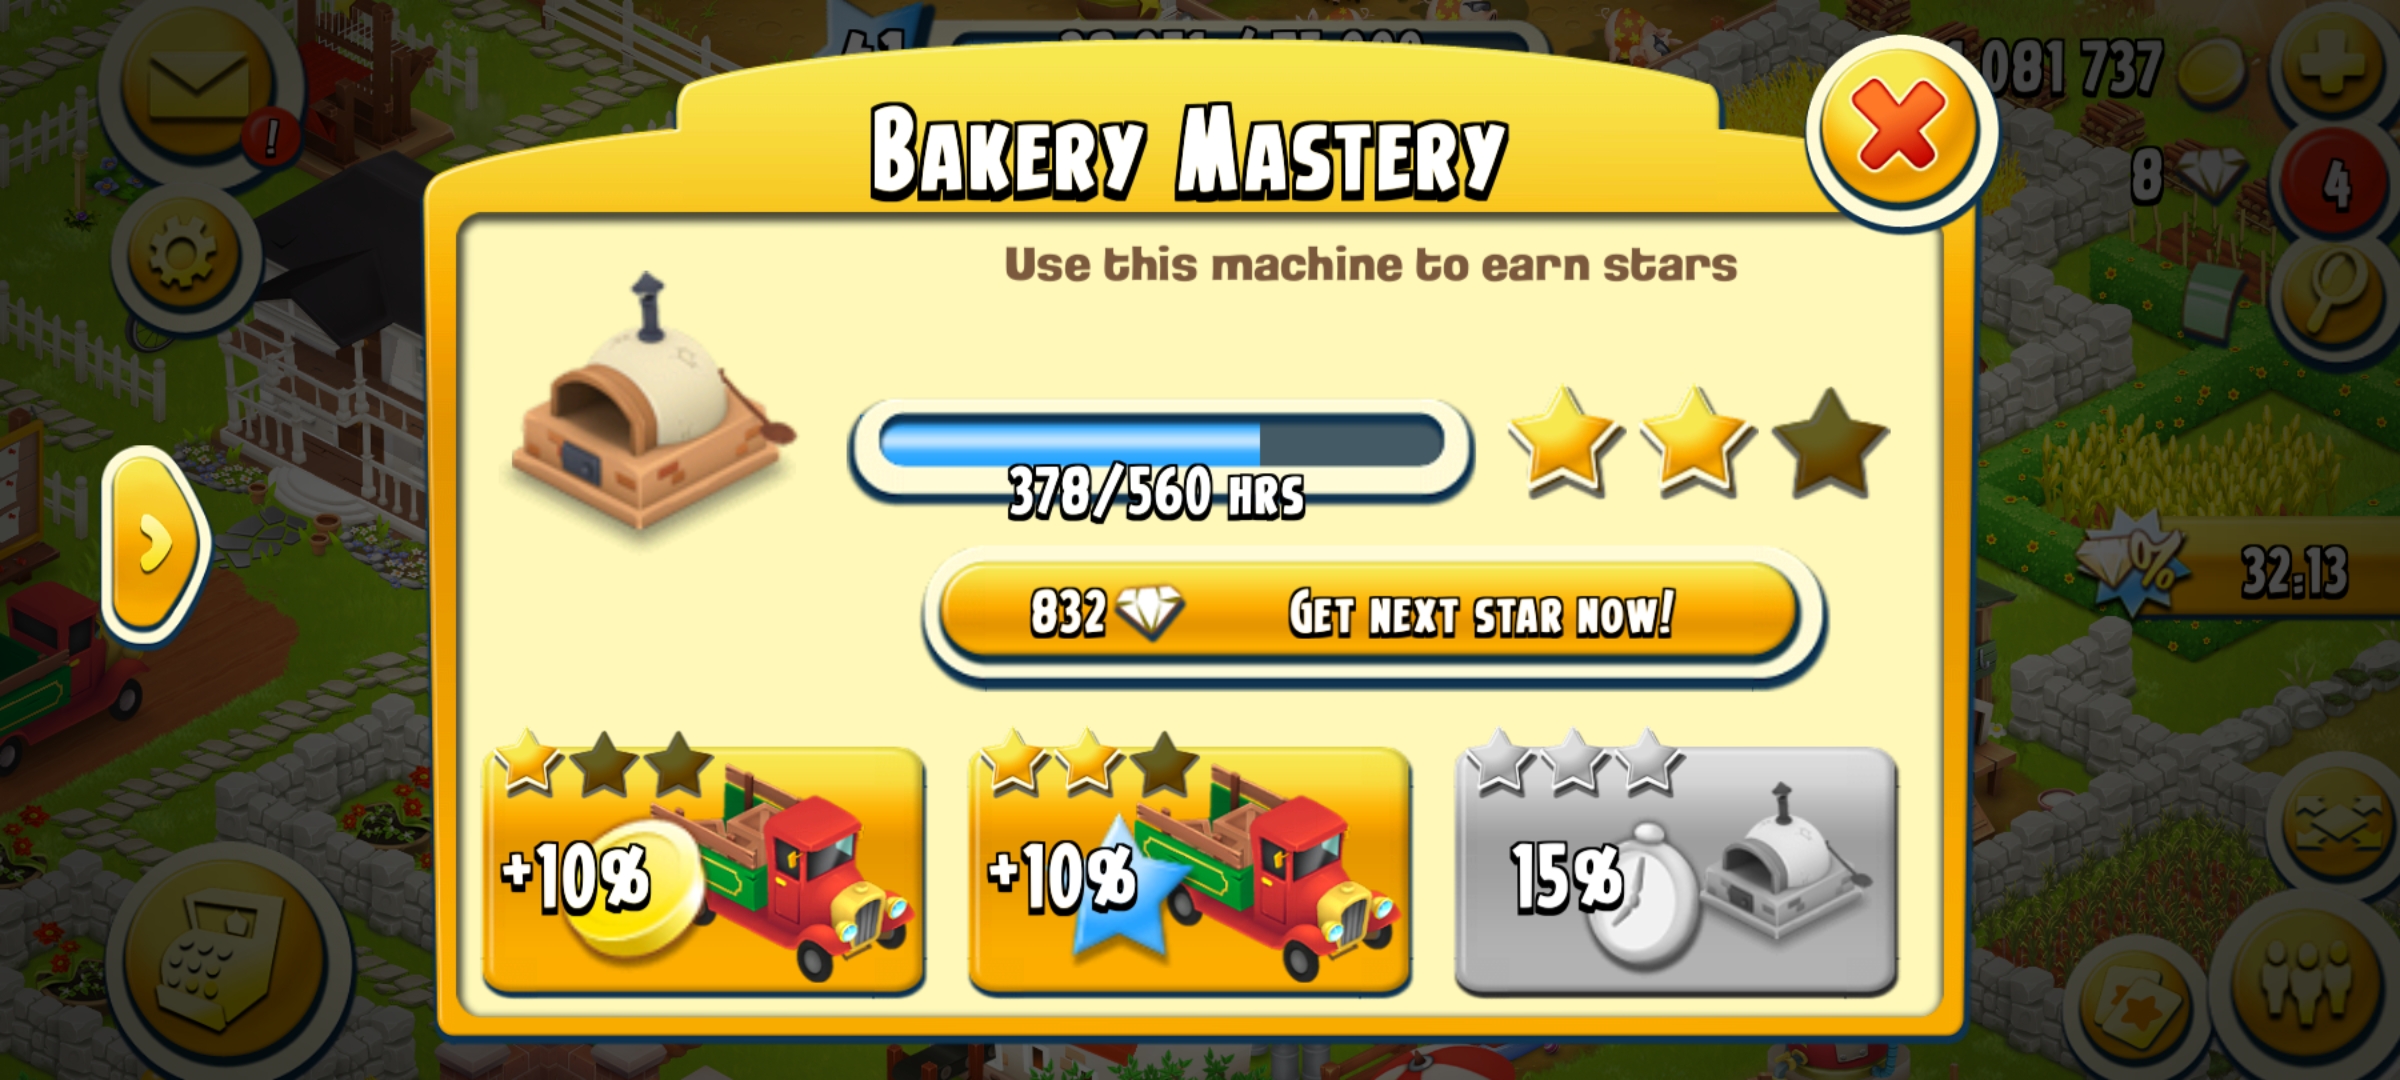 BAKERY MASTERY
081 737
!
8
4
Use this machine to earn stars
378/560 HRS
%
32:13
832 GET NEXT STAR NOW!
+10%
+10%
15%